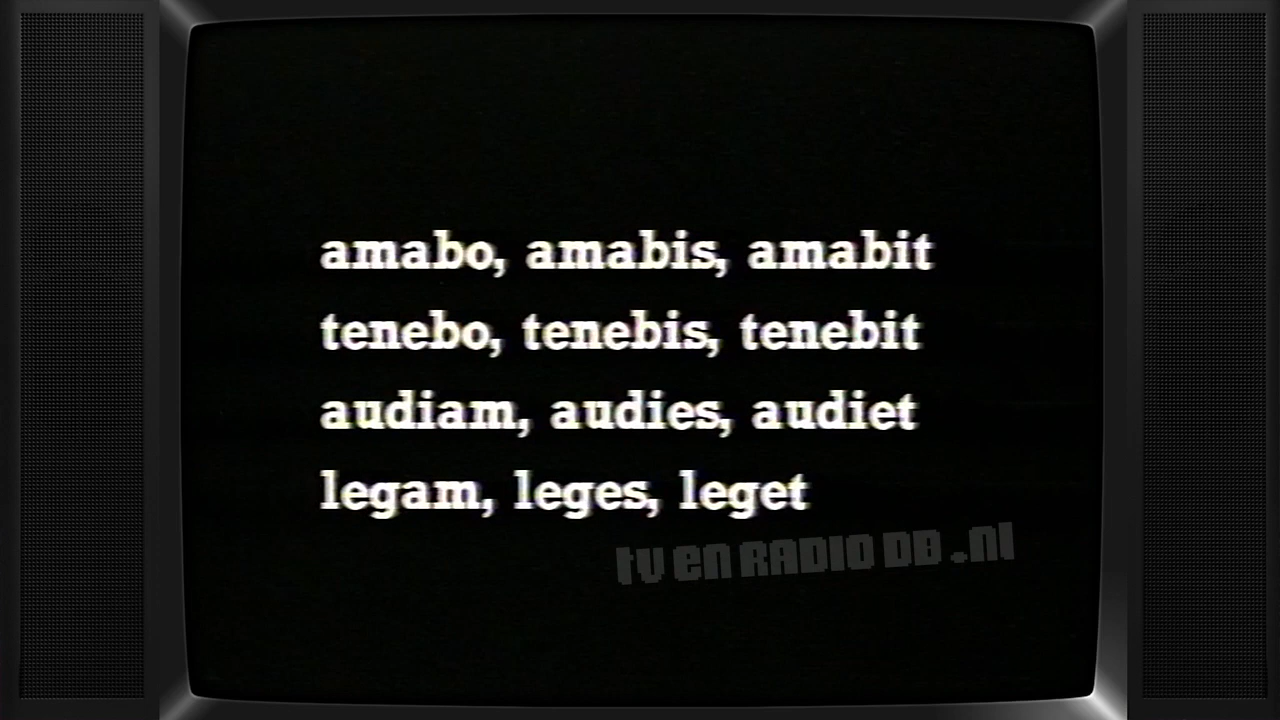 amabo, amabis, amabit
tenebo, tenebis, tenebit
audiam, audies, audiet
legam, leges, leget
tv en RADIO DB .nl